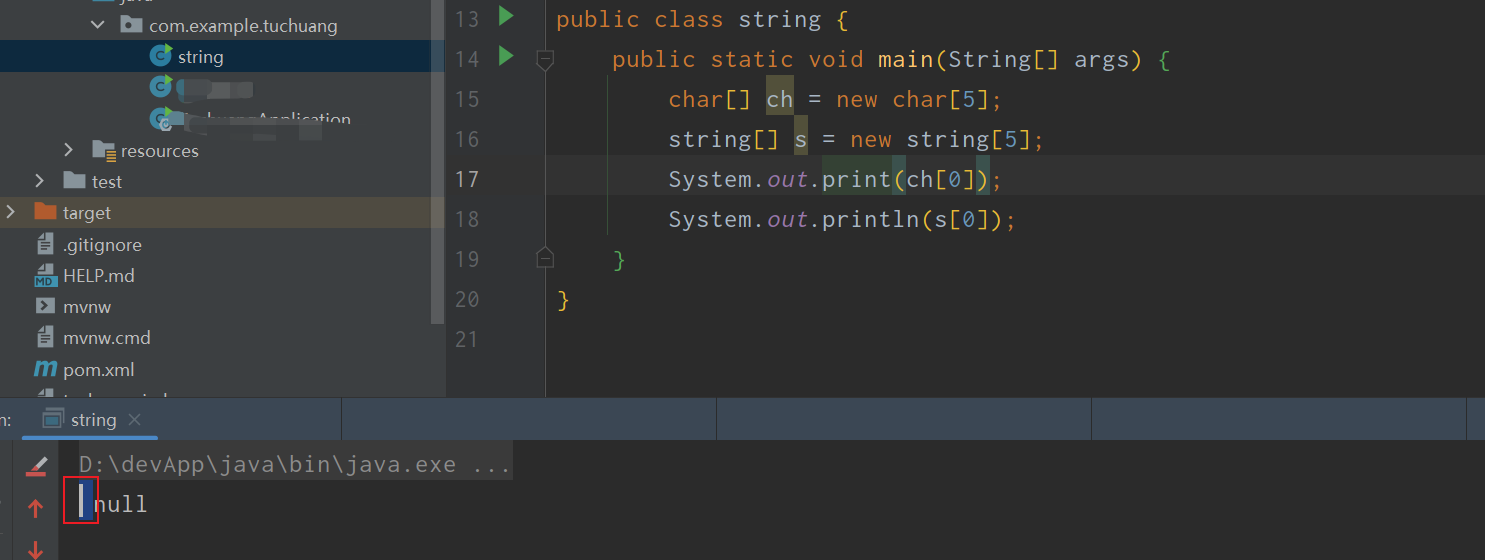 java
com.example.tuchuang
string
Application
resources
test
target
.gitignore
HELP.md
mvnw
mvnw.cmd
pom.xml
13 public class string {
14 public static void main(String[] args) {
15 char[] ch = new char[5];
16 string[] s = new string[5];
17 System.out.print(ch[0]);
18 System.out.println(s[0]);
19 }
20 }
21
n: string
D:\devApp\java\bin\java.exe ...
null